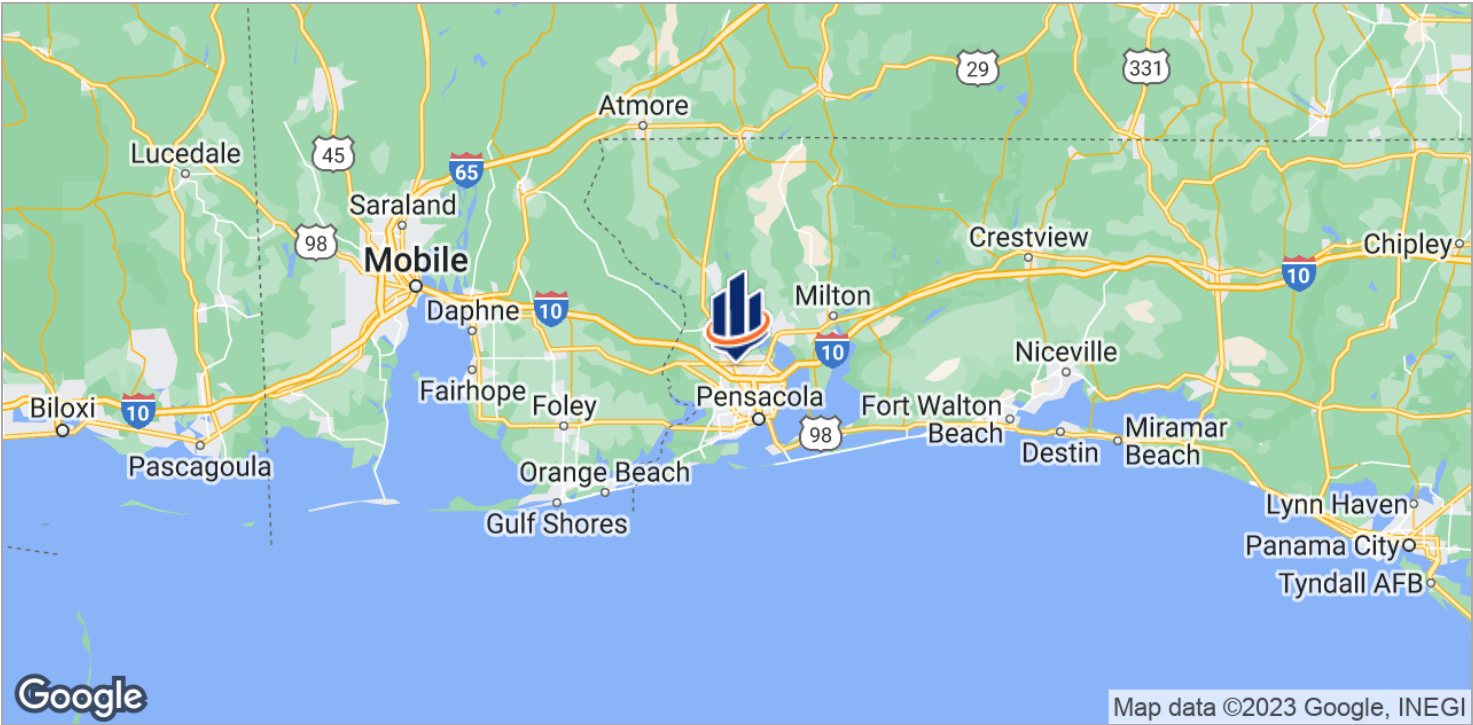 29
331
Atmore
Lucedale
45
65
Saraland
98
Crestview
Chipley
Mobile
10
Milton
Daphne
10
10
Niceville
Fairhope
Foley
Pensacola
Fort Walton
Beach
Biloxi
10
98
Miramar
Beach
Destin
Pascagoula
Orange Beach
Gulf Shores
Lynn Haven
Panama City
Tyndall AFB
Google
Map data ©2023 Google, INEGI